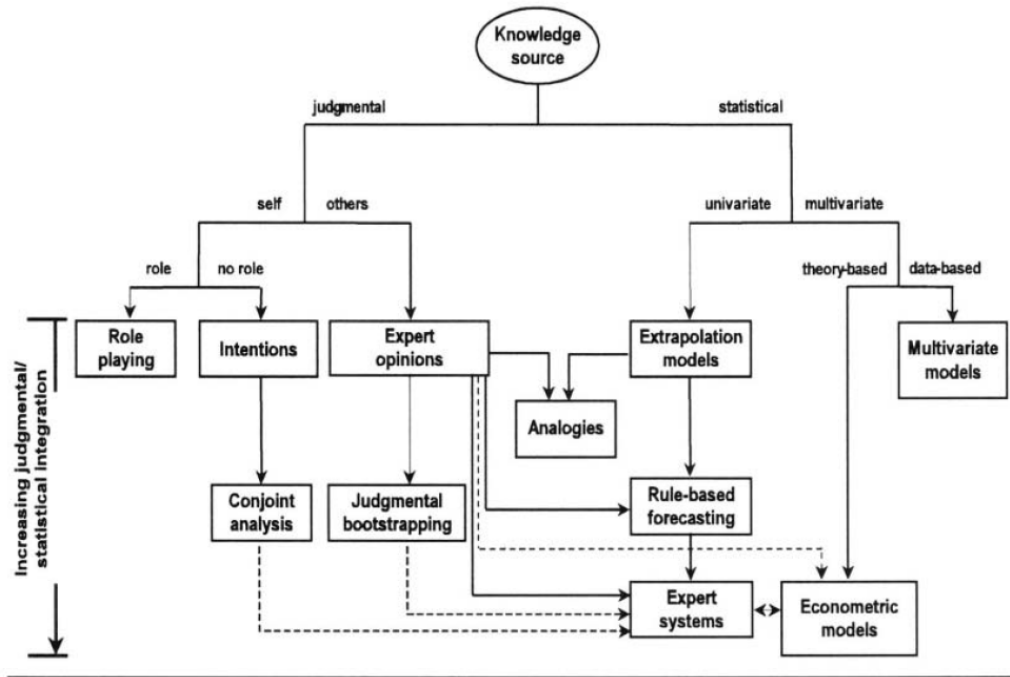 Knowledge
source
judgmental
statistical
self
others
univariate
multivariate
role
no role
theory-based
data-based
Role
playing
Intentions
Expert
opinions
Extrapolation
models
Multivariate
models
Analogies
Increasing judgmental/
statistical integration
Conjoint
analysis
Judgmental
bootstrapping
Rule-based
forecasting
Expert
systems
Econometric
models